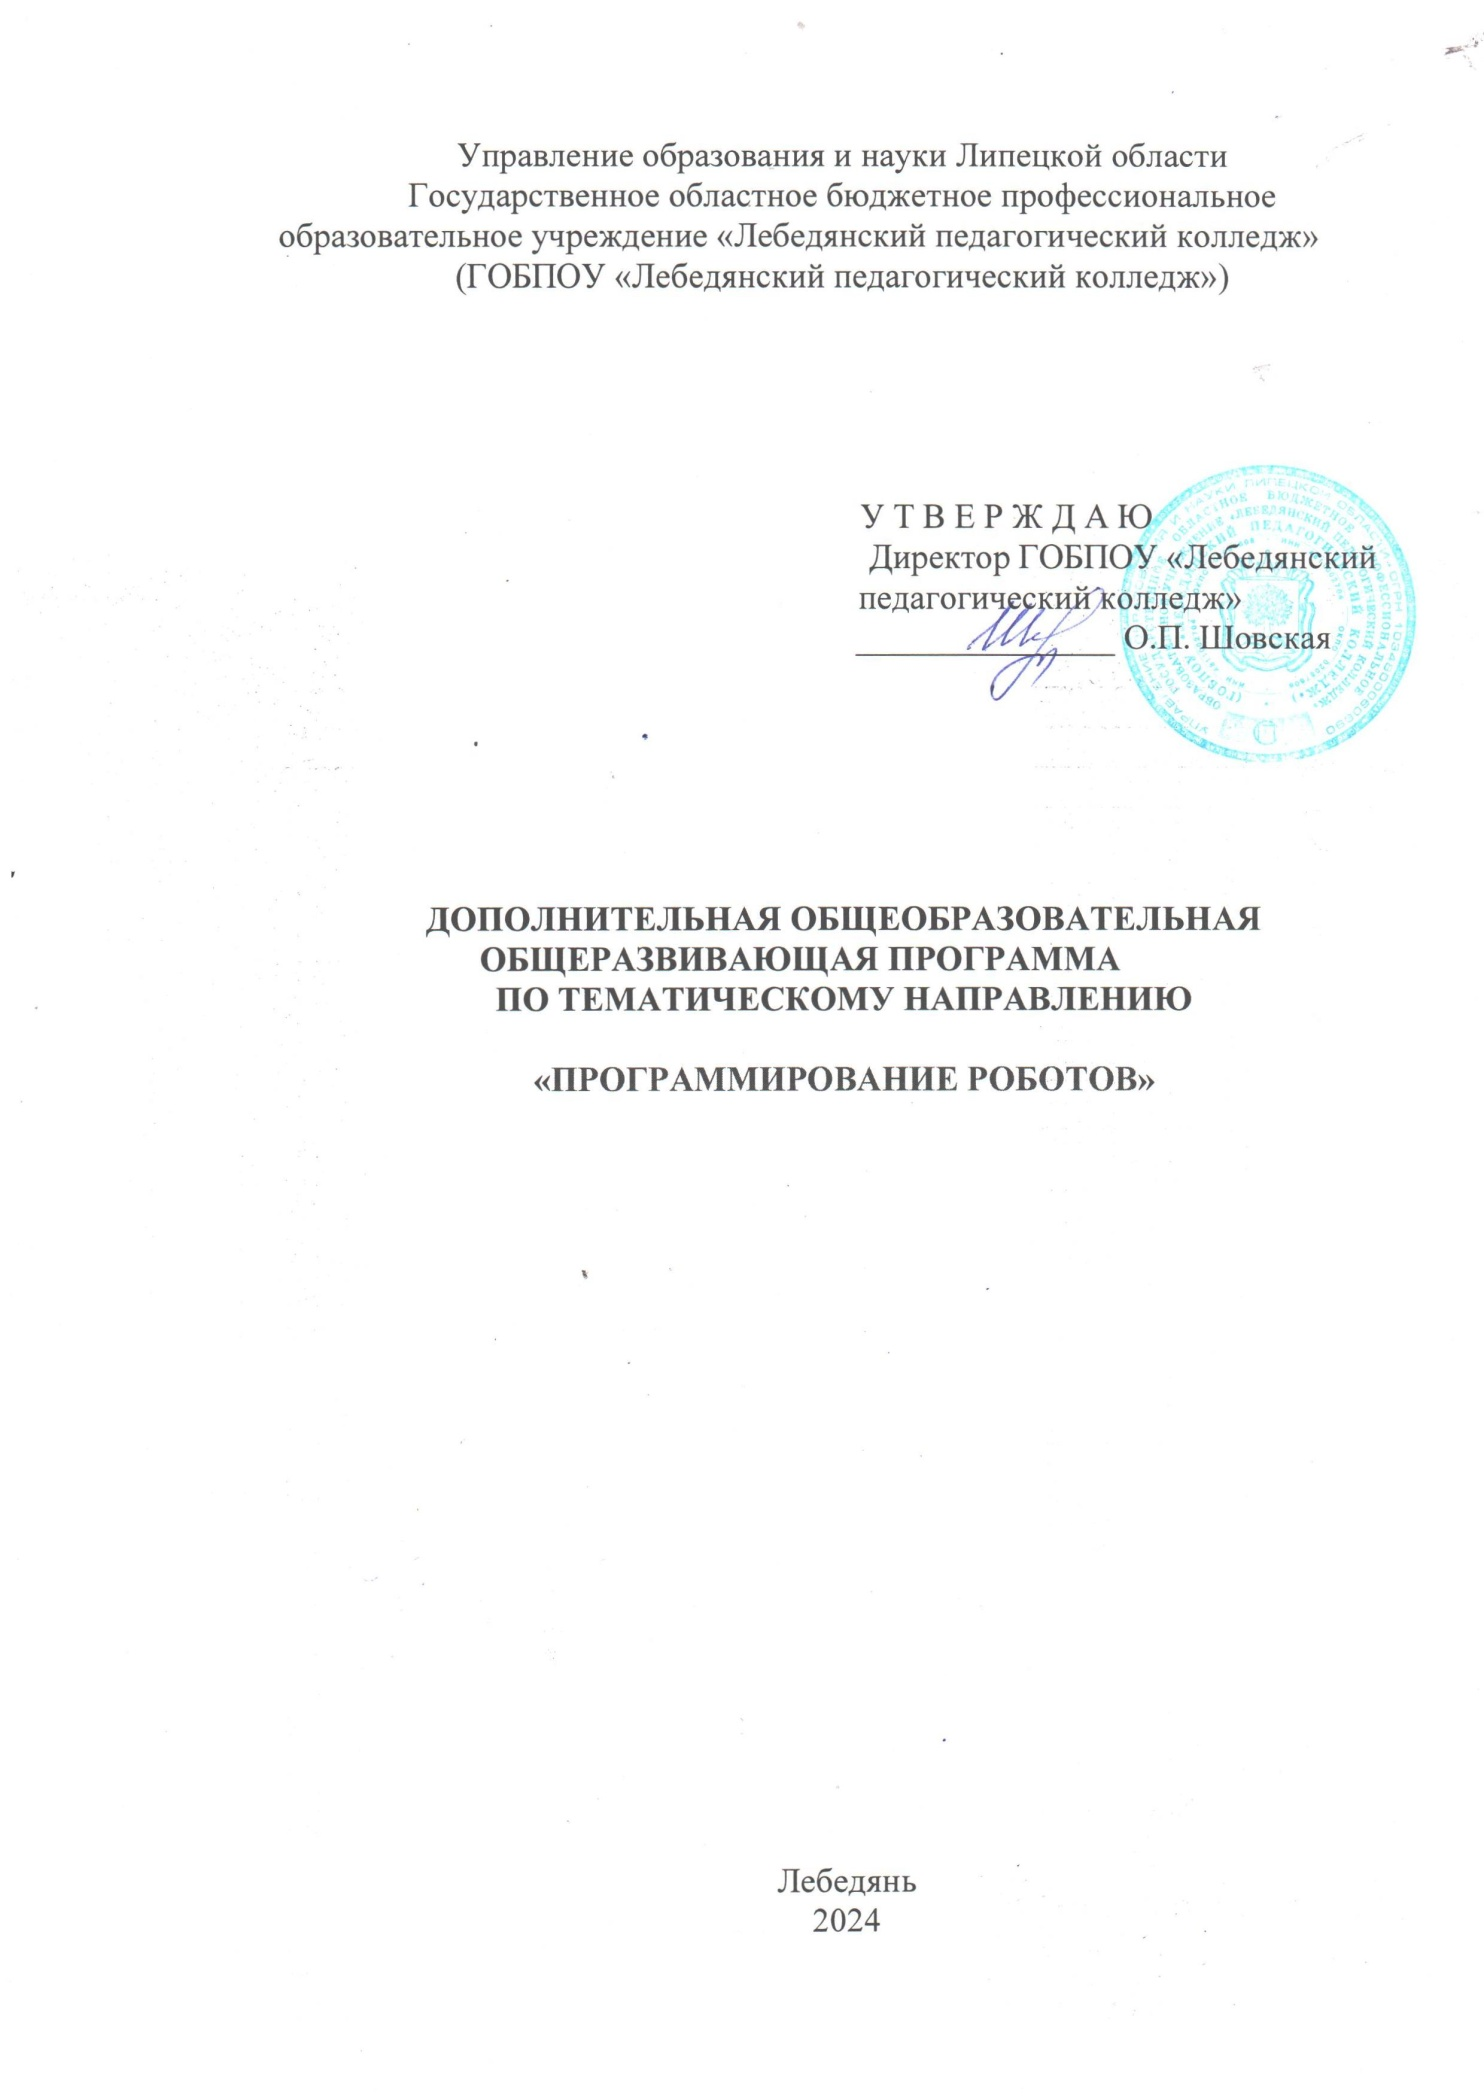 Управление образования и науки Липецкой области
Государственное областное бюджетное профессиональное
образовательное учреждение «Лебедянский педагогический колледж»
(ГОБПОУ «Лебедянский педагогический колледж»)
У Т В Е Р Ж Д А Ю
Директор ГОБПОУ «Лебедянский
педагогический колледж»
_______________ О.П. Шовская
ДОПОЛНИТЕЛЬНАЯ ОБЩЕОБРАЗОВАТЕЛЬНАЯ
ОБЩЕРАЗВИВАЮЩАЯ ПРОГРАММА
ПО ТЕМАТИЧЕСКОМУ НАПРАВЛЕНИЮ
«ПРОГРАММИРОВАНИЕ РОБОТОВ»
Лебедянь
2024